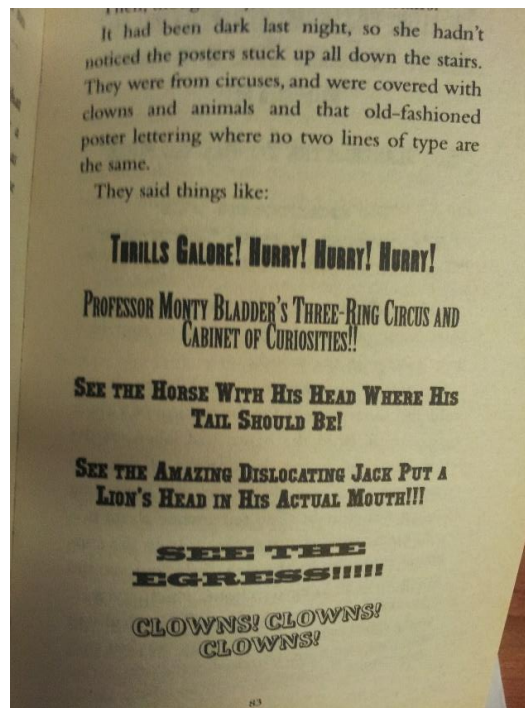 It had been dark last night, so she hadn't
noticed the posters stuck up all down the stairs.
They were from circuses, and were covered with
clowns and animals and that old-fashioned
poster lettering where no two lines of type are
the same.
They said things like:
THRILLS GALORE! HURRY! HURRY! HURRY!
PROFESSOR MONTY BLADDER'S THREE-RING CIRCUS AND
CABINET OF CURIOSITIES!!
SEE THE HORSE WITH HIS HEAD WHERE HIS
TAIL SHOULD BE!
SEE THE AMAZING DISLOCATING JACK PUT A
LION'S HEAD IN HIS ACTUAL MOUTH!!!
SEE THE
EGRESS!!!!!
CLOWNS! CLOWNS!
CLOWNS!
83